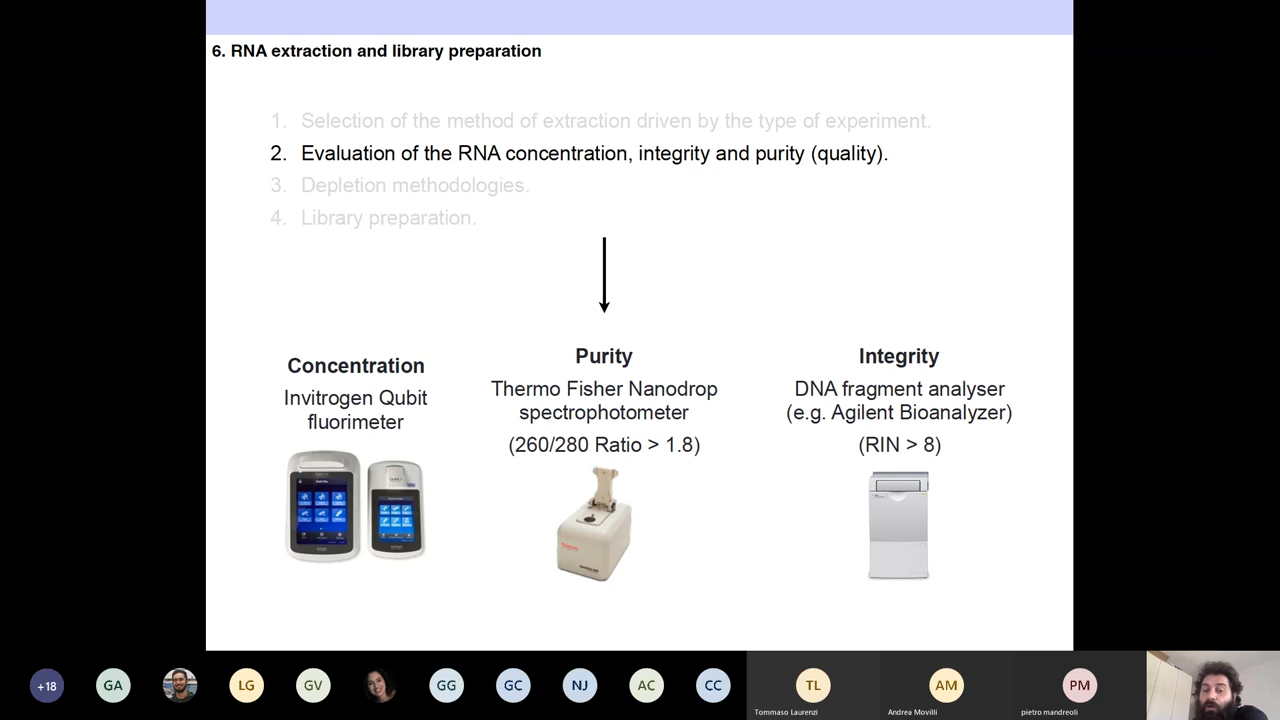 6. RNA extraction and library preparation
1. Selection of the method of extraction driven by the type of experiment.
2. Evaluation of the RNA concentration, integrity and purity (quality).
3. Depletion methodologies.
4. Library preparation.
Concentration
Invitrogen Qubit
fluorimeter
Purity
Thermo Fisher Nanodrop
spectrophotometer
(260/280 Ratio > 1.8)
Integrity
DNA fragment analyser
(e.g. Agilent Bioanalyzer)
(RIN > 8)
+18
GA
LG
GV
GG
GC
NJ
AC
CC
TL
Tommaso Laurenzi
AM
Andrea Movilli
PM
pietro mandreoli